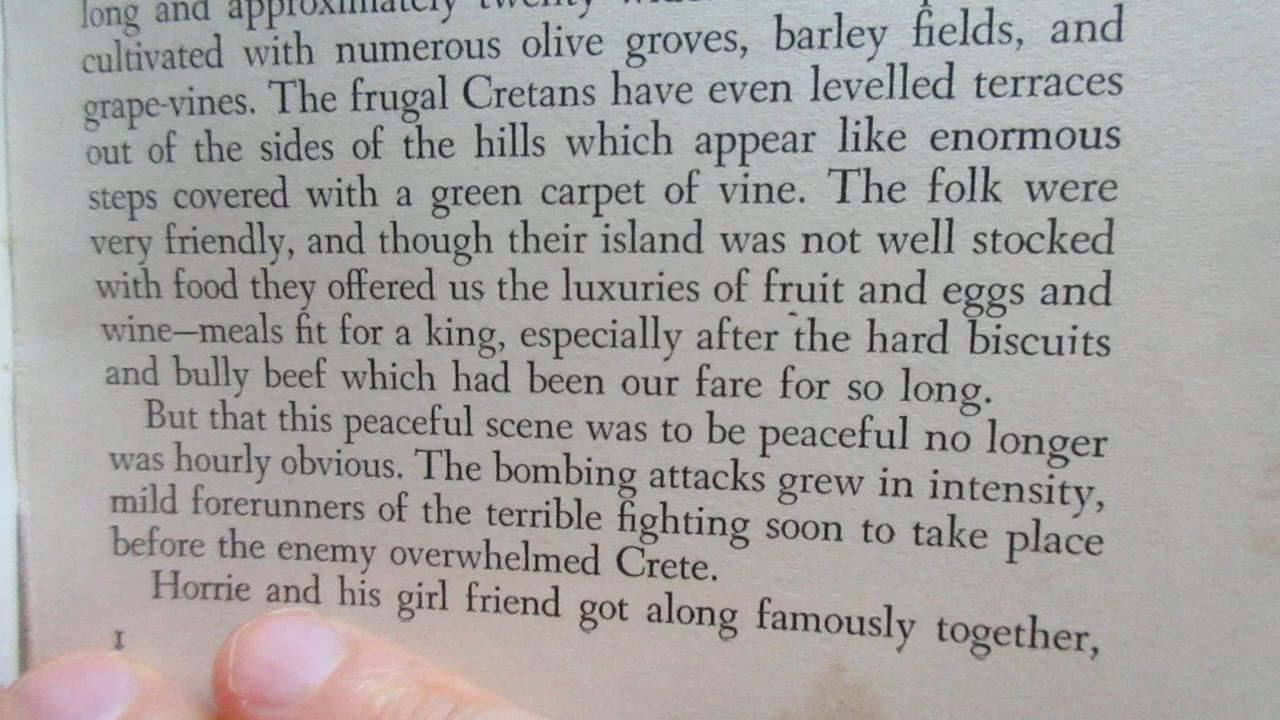 long and approximately twenty
cultivated with numerous olive groves, barley fields, and
grape-vines. The frugal Cretans have even levelled terraces
out of the sides of the hills which appear like enormous
steps covered with a green carpet of vine. The folk were
very friendly, and though their island was not well stocked
with food they offered us the luxuries of fruit and eggs and
wine—meals fit for a king, especially after the hard biscuits
and bully beef which had been our fare for so long.
But that this peaceful scene was to be peaceful no longer
was hourly obvious. The bombing attacks grew in intensity,
mild forerunners of the terrible fighting soon to take place
before the enemy overwhelmed Crete.
Horrie and his girl friend got along famously together,
I